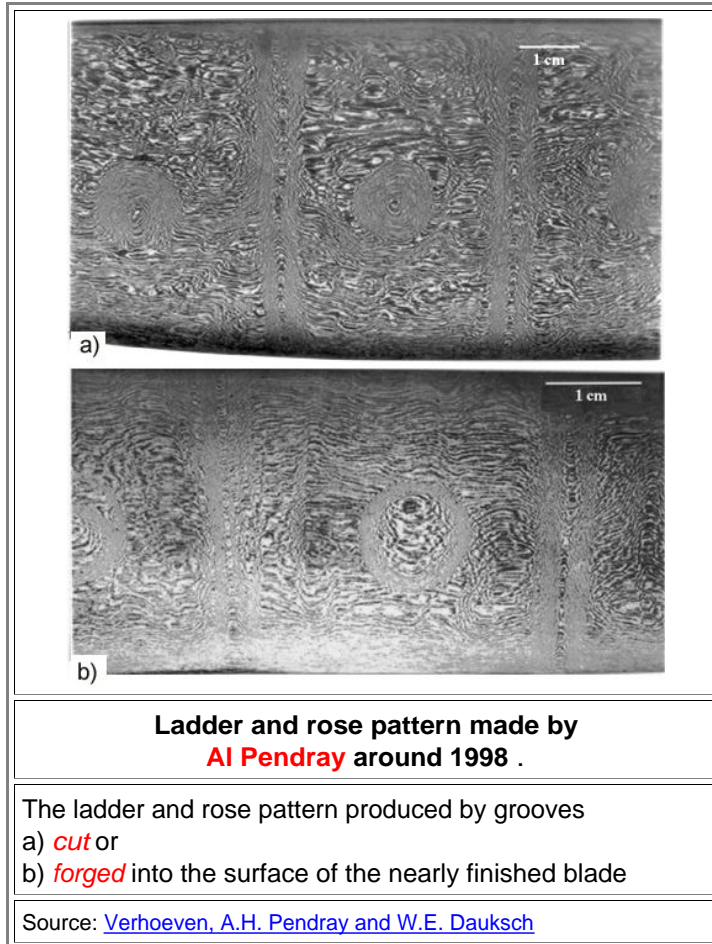 1 cm
a)
1 cm
b)
Ladder and rose pattern made by
Al Pendray around 1998 .
The ladder and rose pattern produced by grooves
a) cut or
b) forged into the surface of the nearly finished blade
Source: Verhoeven, A.H. Pendray and W.E. Dauksch